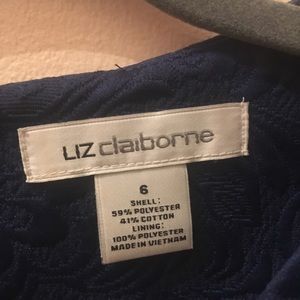 LIZ claiborne
6
SHELL:
59% POLYESTER
41% COTTON
LINING:
100% POLYESTER
MADE IN VIETNAM